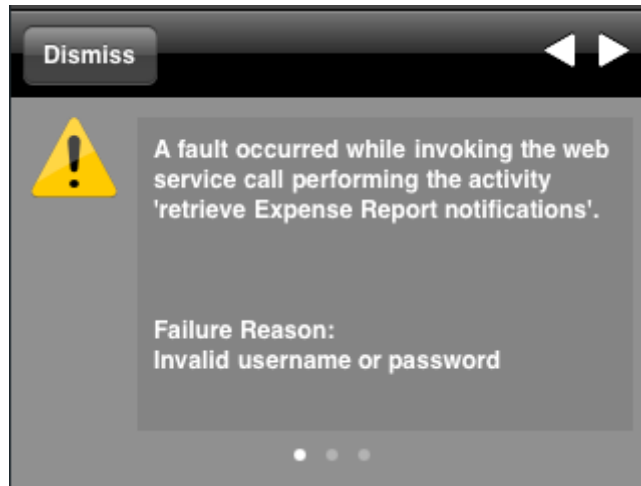 Dismiss
A fault occurred while invoking the web
service call performing the activity
'retrieve Expense Report notifications'.
Failure Reason:
Invalid username or password